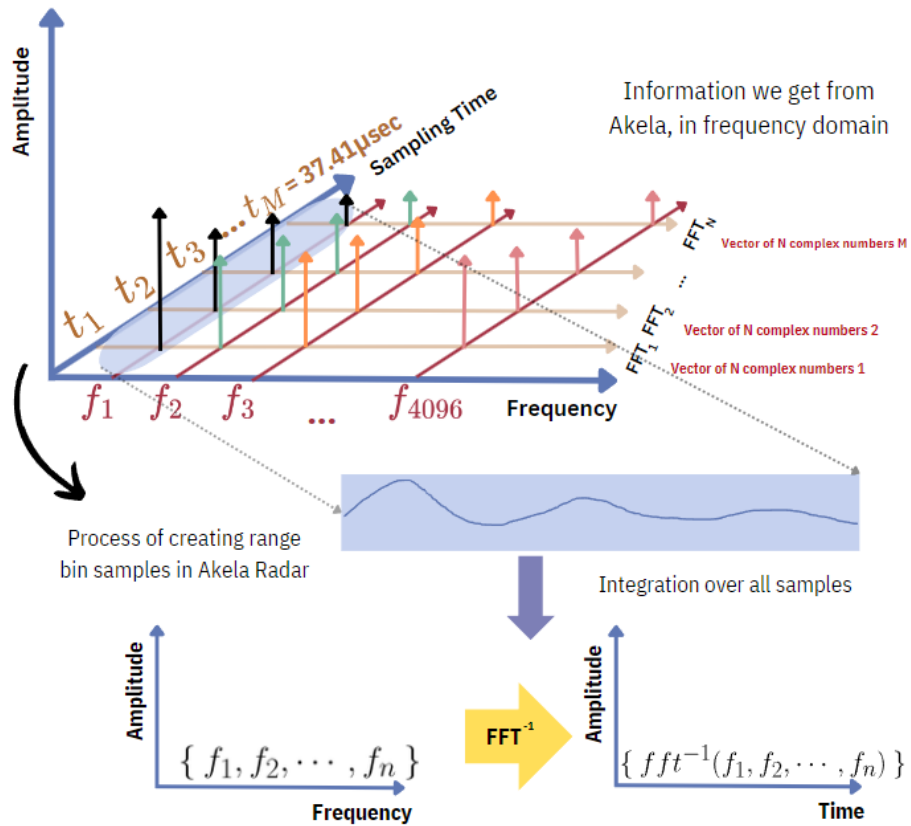 Amplitude
t₁ t₂ t₃ ...t_M = 37.41µsec
Sampling Time
Information we get from
Akela, in frequency domain
FFT_N
Vector of N complex numbers M
...
FFT₂
Vector of N complex numbers 2
FFT₁
Vector of N complex numbers 1
f₁ f₂ f₃ ... f₄₀₉₆
Frequency
Process of creating range
bin samples in Akela Radar
Integration over all samples
Amplitude
{ f₁, f₂, ⋯ , fₙ }
Frequency
FFT⁻¹
Amplitude
{ fft⁻¹(f₁, f₂, ⋯ , fₙ) }
Time